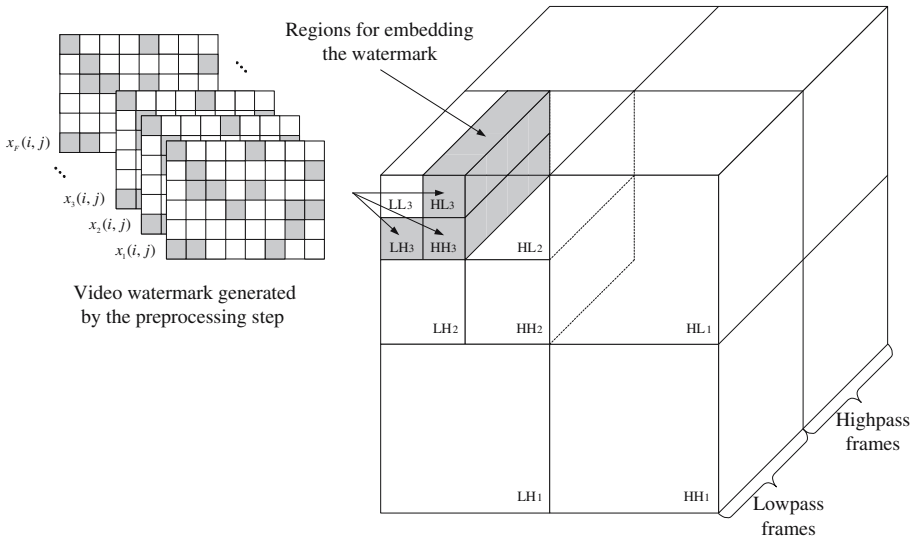 Regions for embedding
the watermark
x_F(i, j)
x_3(i, j)
x_2(i, j)
x_1(i, j)
Video watermark generated
by the preprocessing step
LL3
HL3
LH3
HH3
HL2
LH2
HH2
HL1
LH1
HH1
Highpass
frames
Lowpass
frames